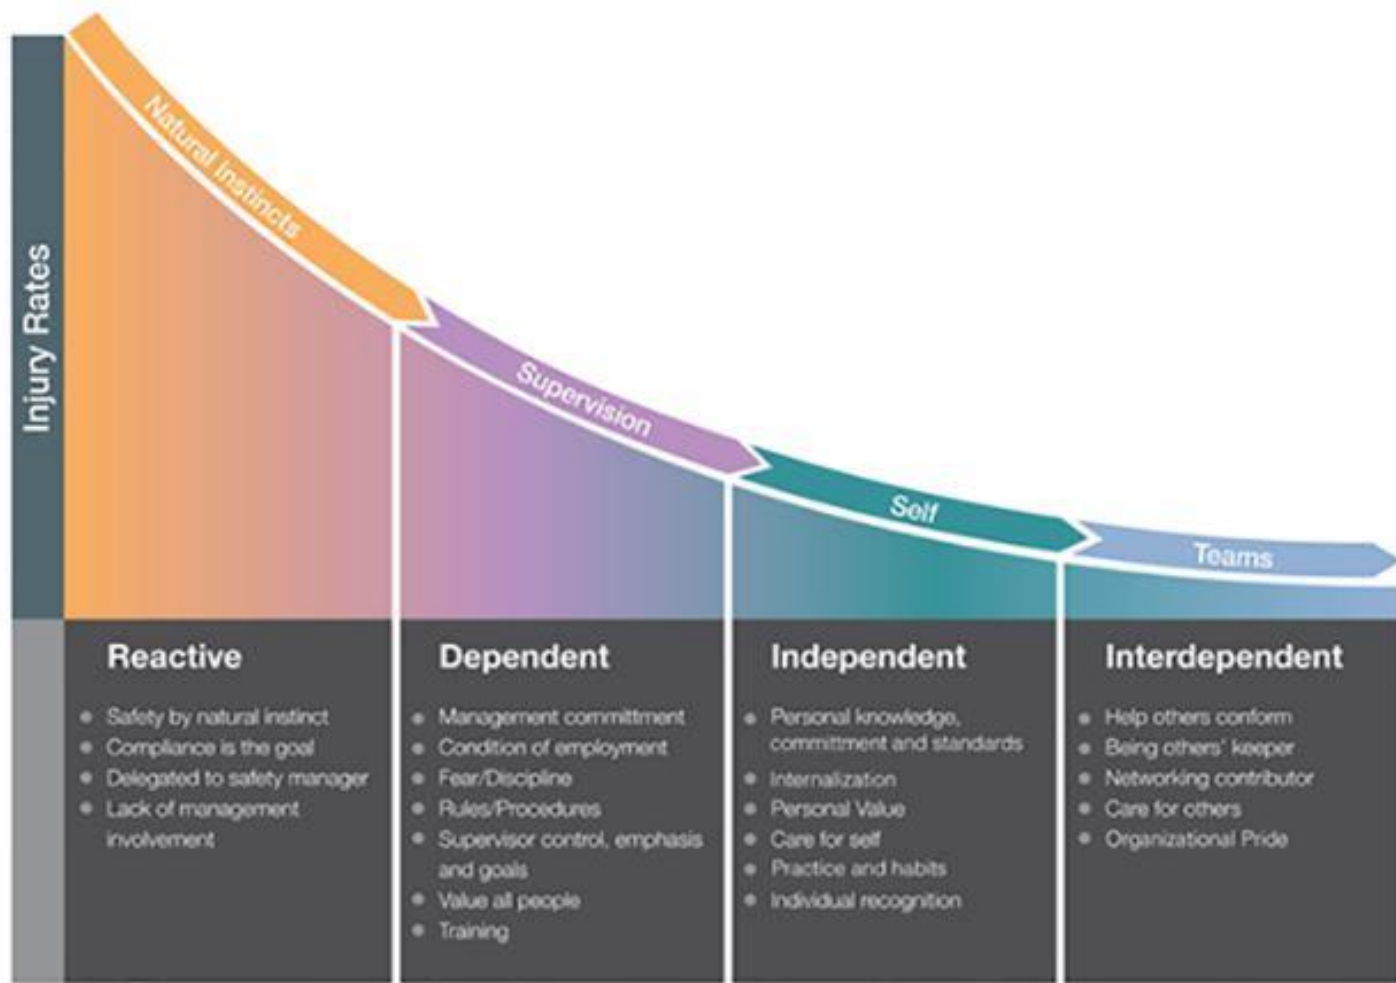 Injury Rates
Natural instincts
Supervision
Self
Teams
Reactive
Safety by natural instinct
Compliance is the goal
Delegated to safety manager
Lack of management
involvement
Dependent
Management committment
Condition of employment
Fear/Discipline
Rules/Procedures
Supervisor control, emphasis
and goals
Value all people
Training
Independent
Personal knowledge,
committment and standards
Internalization
Personal Value
Care for self
Practice and habits
Individual recognition
Interdependent
Help others conform
Being others' keeper
Networking contributor
Care for others
Organizational Pride